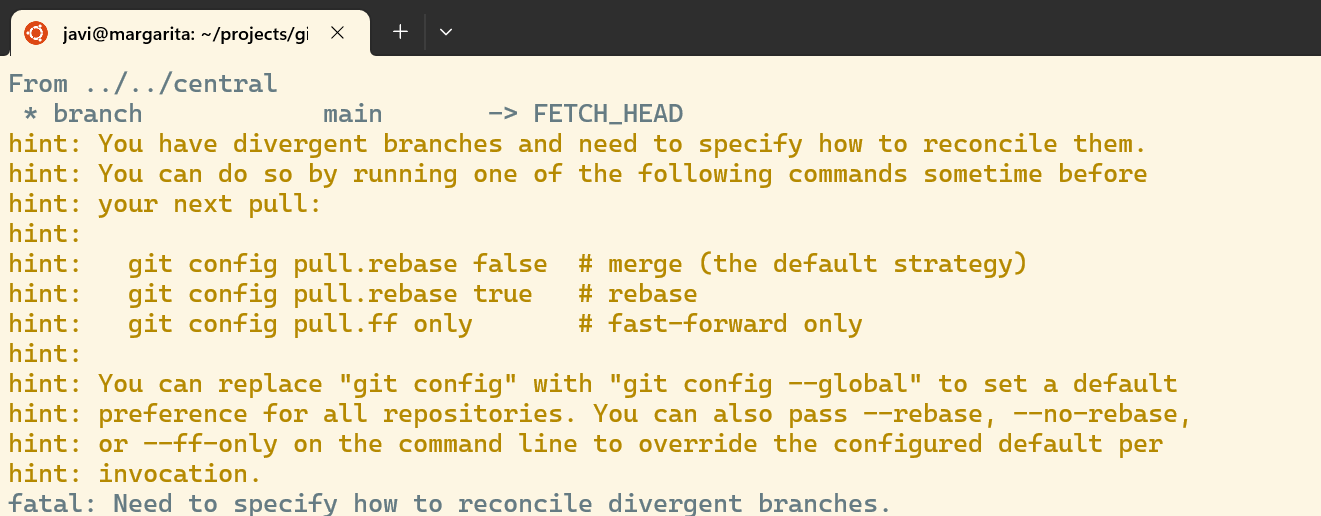 javi@margarita: ~/projects/gi
From ../../central
 * branch            main       -> FETCH_HEAD
hint: You have divergent branches and need to specify how to reconcile them.
hint: You can do so by running one of the following commands sometime before
hint: your next pull:
hint:
hint:   git config pull.rebase false  # merge (the default strategy)
hint:   git config pull.rebase true   # rebase
hint:   git config pull.ff only       # fast-forward only
hint:
hint: You can replace "git config" with "git config --global" to set a default
hint: preference for all repositories. You can also pass --rebase, --no-rebase,
hint: or --ff-only on the command line to override the configured default per
hint: invocation.
fatal: Need to specify how to reconcile divergent branches.